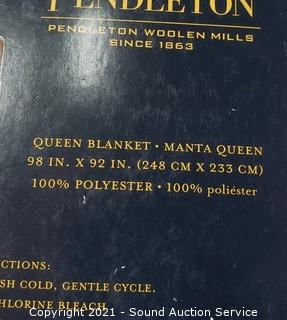 PENDLETON
PENDLETON WOOLEN MILLS
SINCE 1863
QUEEN BLANKET • MANTA QUEEN
98 IN. X 92 IN. (248 CM X 233 CM)
100% POLYESTER • 100% poliéster
CTIONS:
SH COLD, GENTLE CYCLE.
HLORINE BLEACH
Copyright 2021 - Sound Auction Service